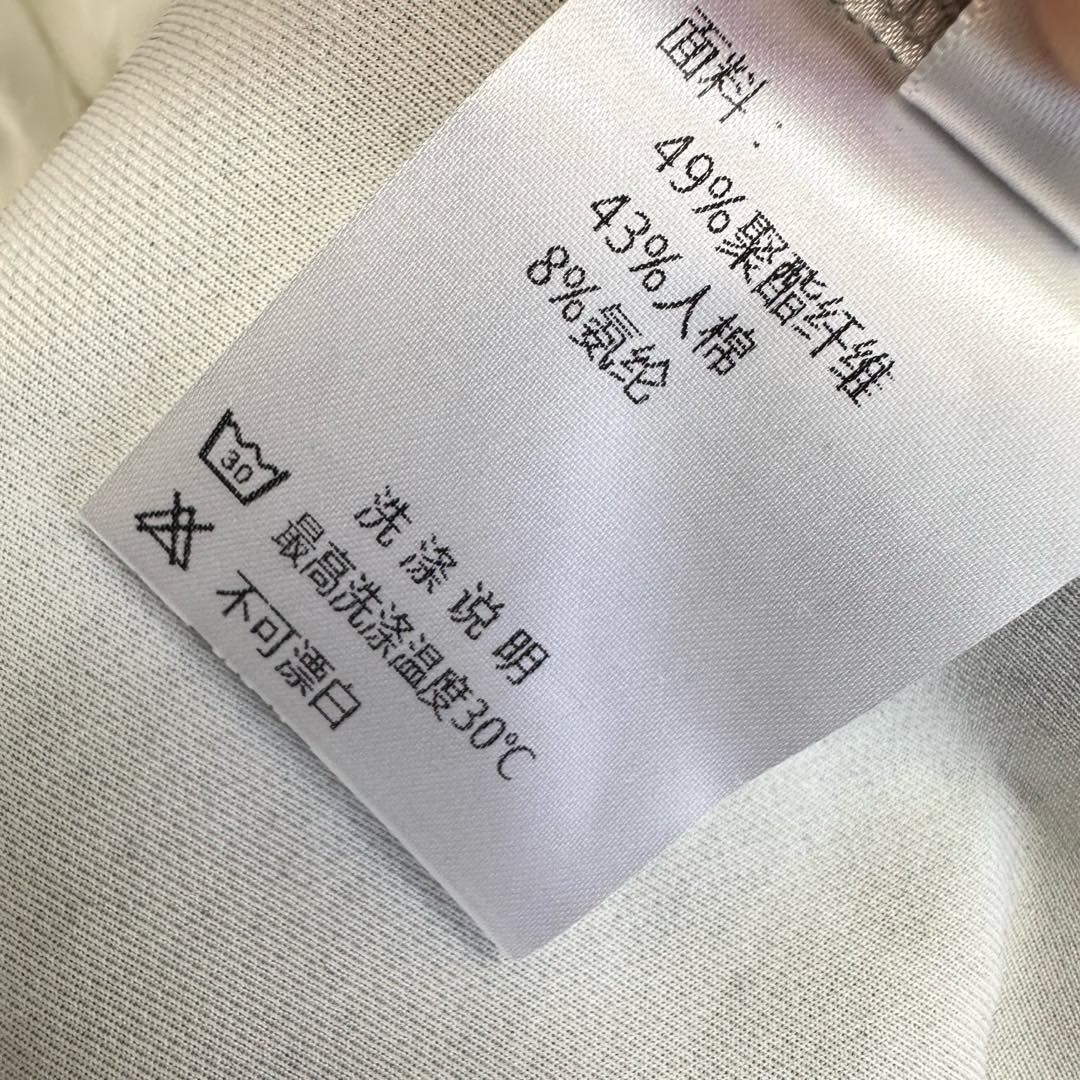 面料:
49%聚酯纤维
43%人棉
8%氨纶
洗涤说明
30 最高洗涤温度30℃
不可漂白